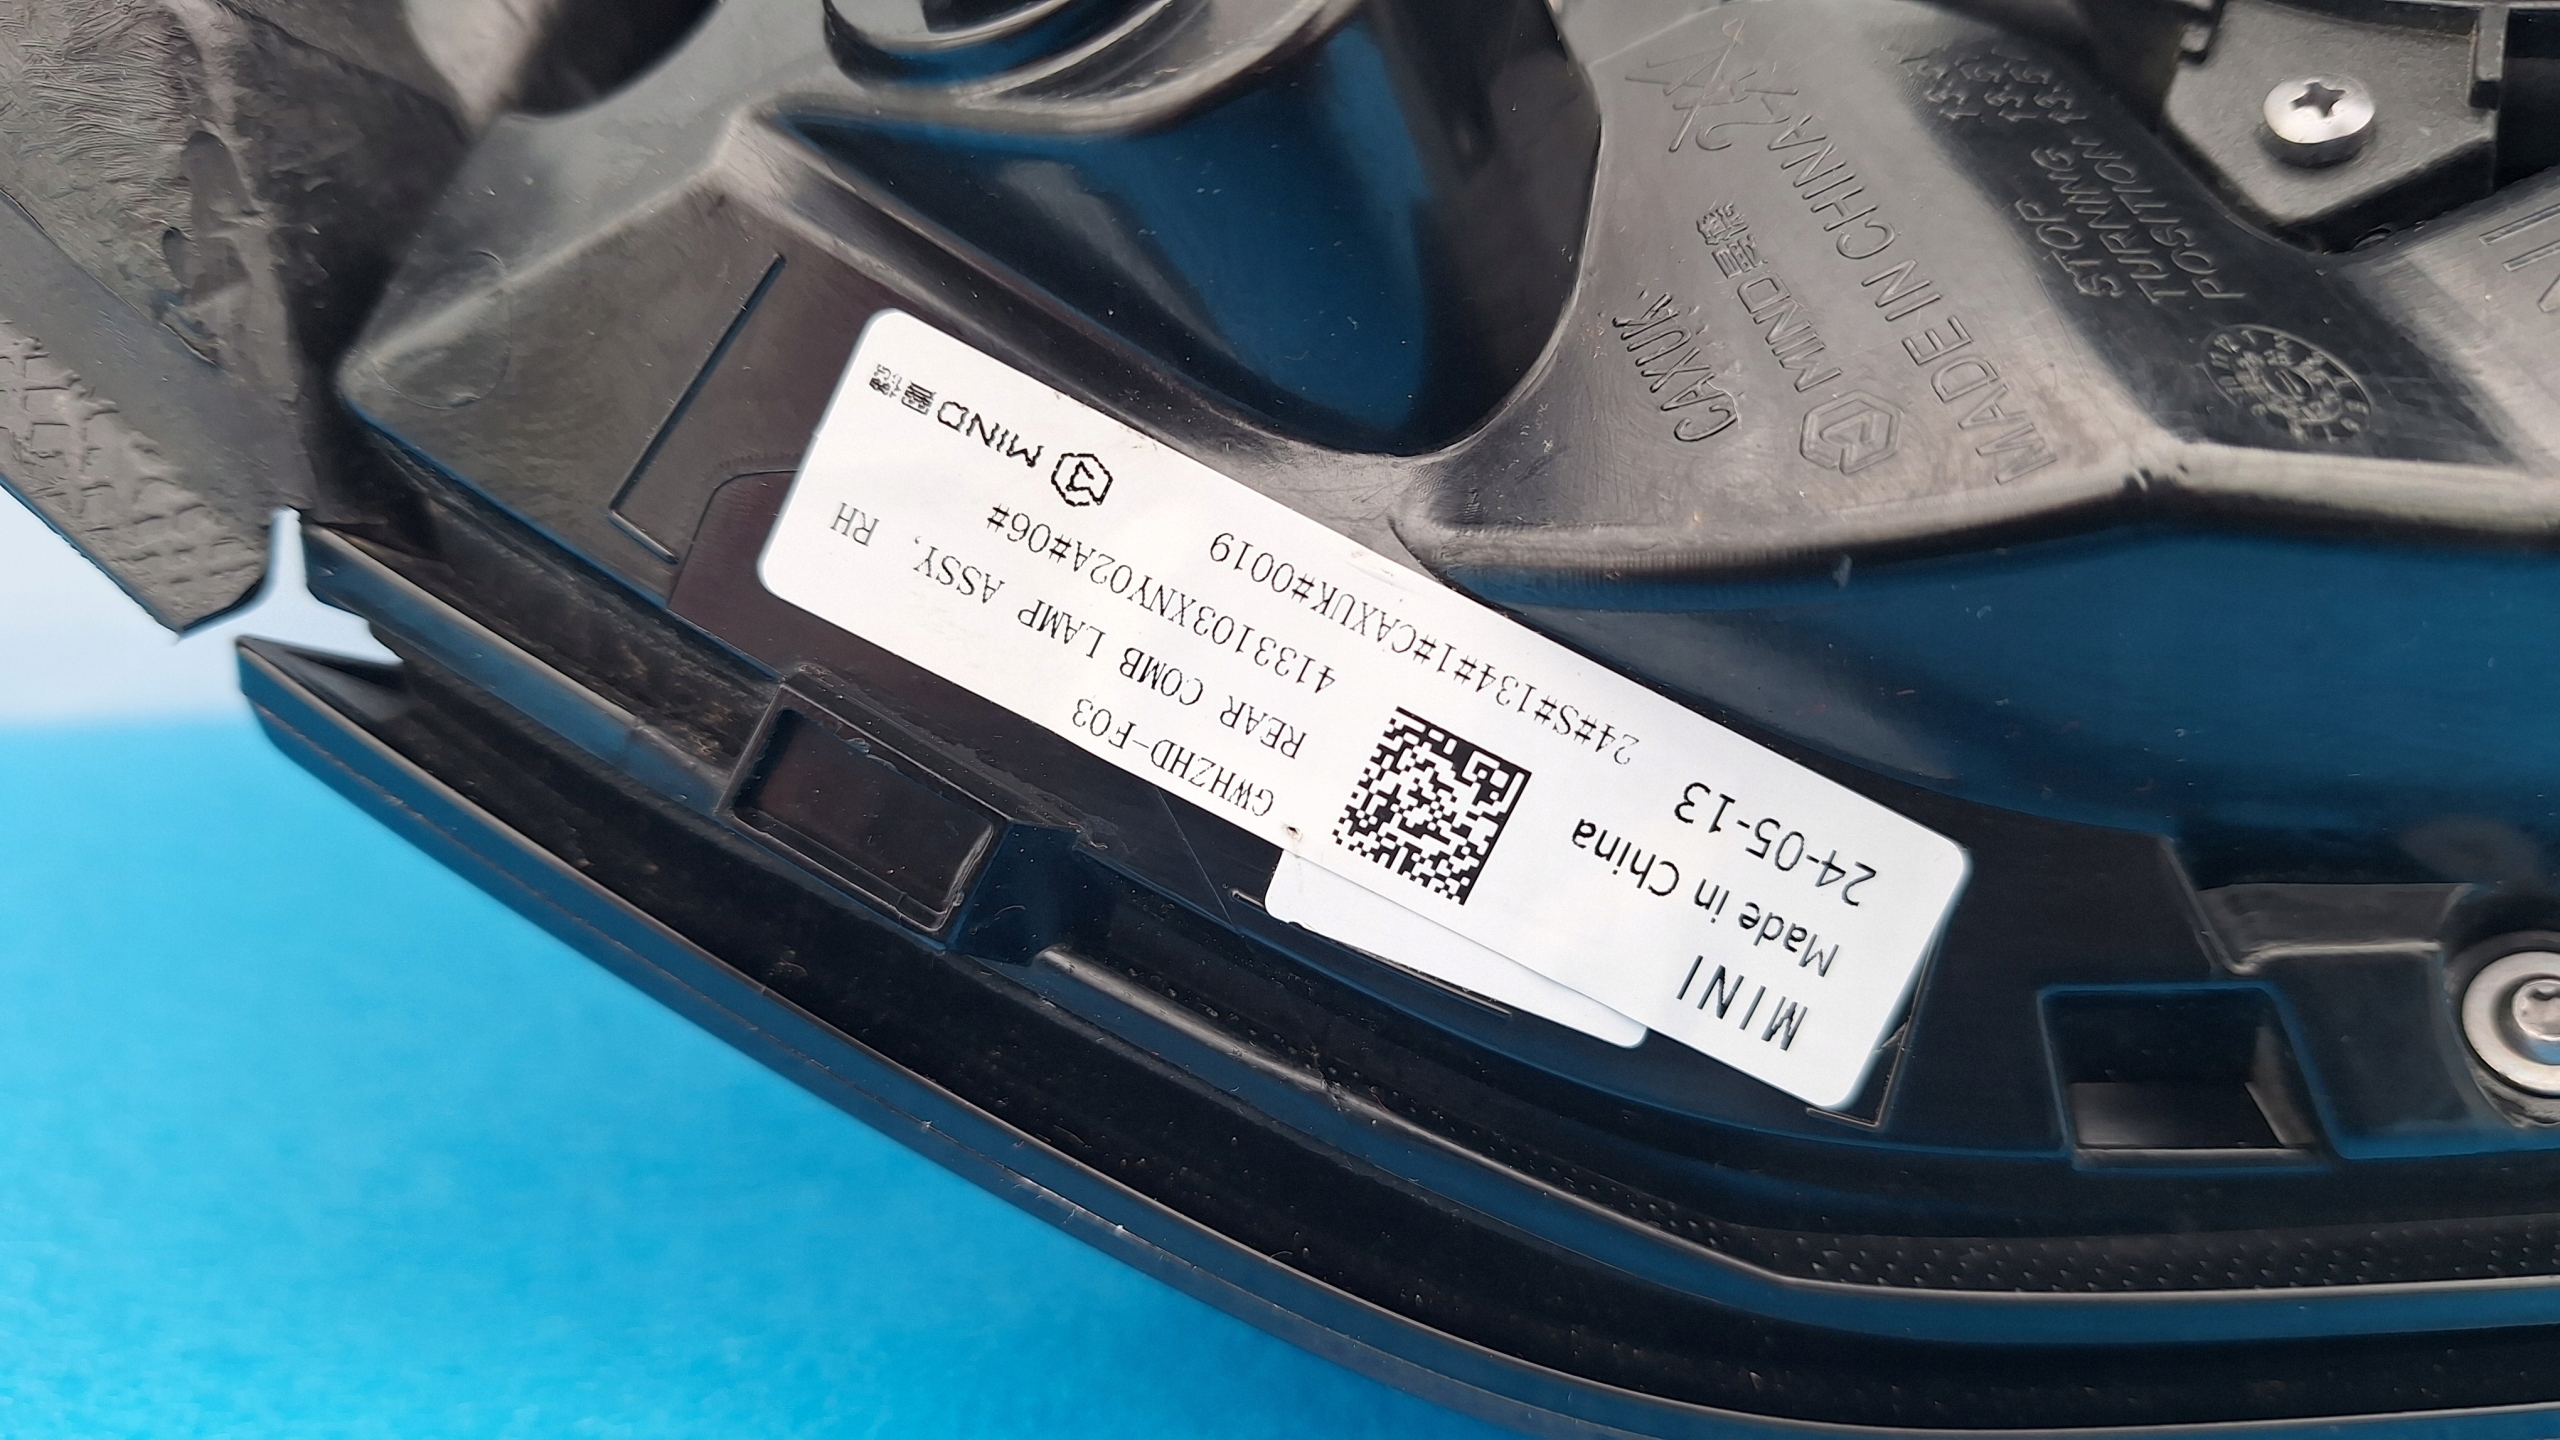 MINI
Made in China
24-05-13
GWHZHD-F03
REAR COMB LAMP ASSY, RH
4133103XNY02A#06#
24#S#134#1#CAXUK#0019
MIND
CAXUK
MIND
MADE IN CHINA
STOP
TURNING
POSITION